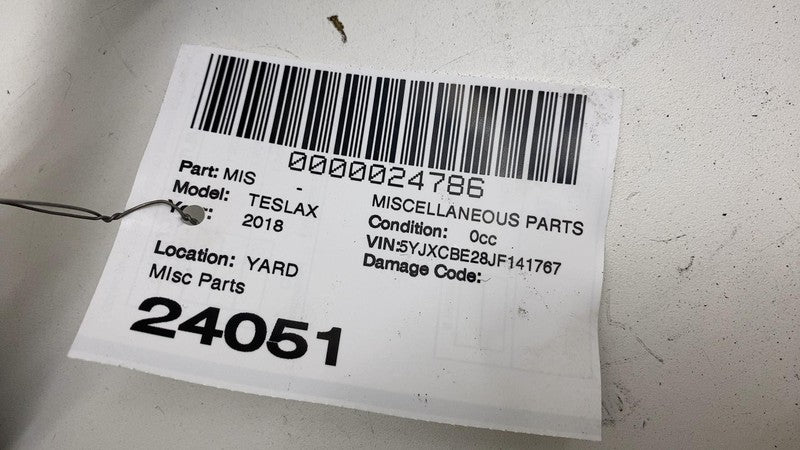 0000024786
Part: MIS -
MISCELLANEOUS PARTS
Model: TESLAX
Condition: 0cc
2018
VIN:5YJXCBE28JF141767
Damage Code:
Location: YARD
MIsc Parts
24051